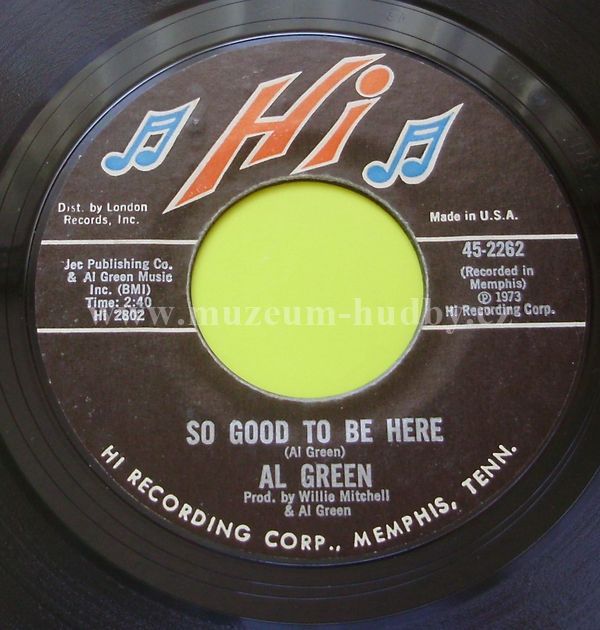 Hi
Dist. by London
Records, Inc.
Made in U.S.A.
Jec Publishing Co.
& Al Green Music
Inc. (BMI)
Time: 2:40
Hi 2802
45-2262
(Recorded in
Memphis)
℗ 1973
Hi Recording Corp.
www.muzeum-hudby.cz
SO GOOD TO BE HERE
(Al Green)
AL GREEN
Prod. by Willie Mitchell
& Al Green
HI RECORDING CORP., MEMPHIS, TENN.